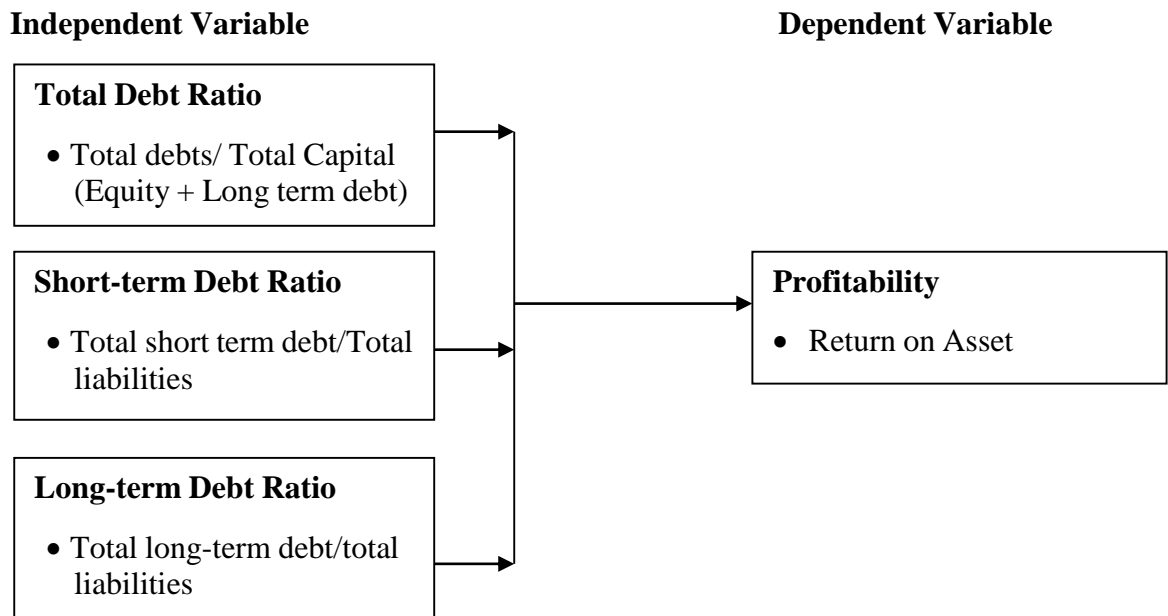 Independent Variable
Dependent Variable
Total Debt Ratio
• Total debts/ Total Capital
(Equity + Long term debt)
Short-term Debt Ratio
• Total short term debt/Total
liabilities
Profitability
• Return on Asset
Long-term Debt Ratio
• Total long-term debt/total
liabilities